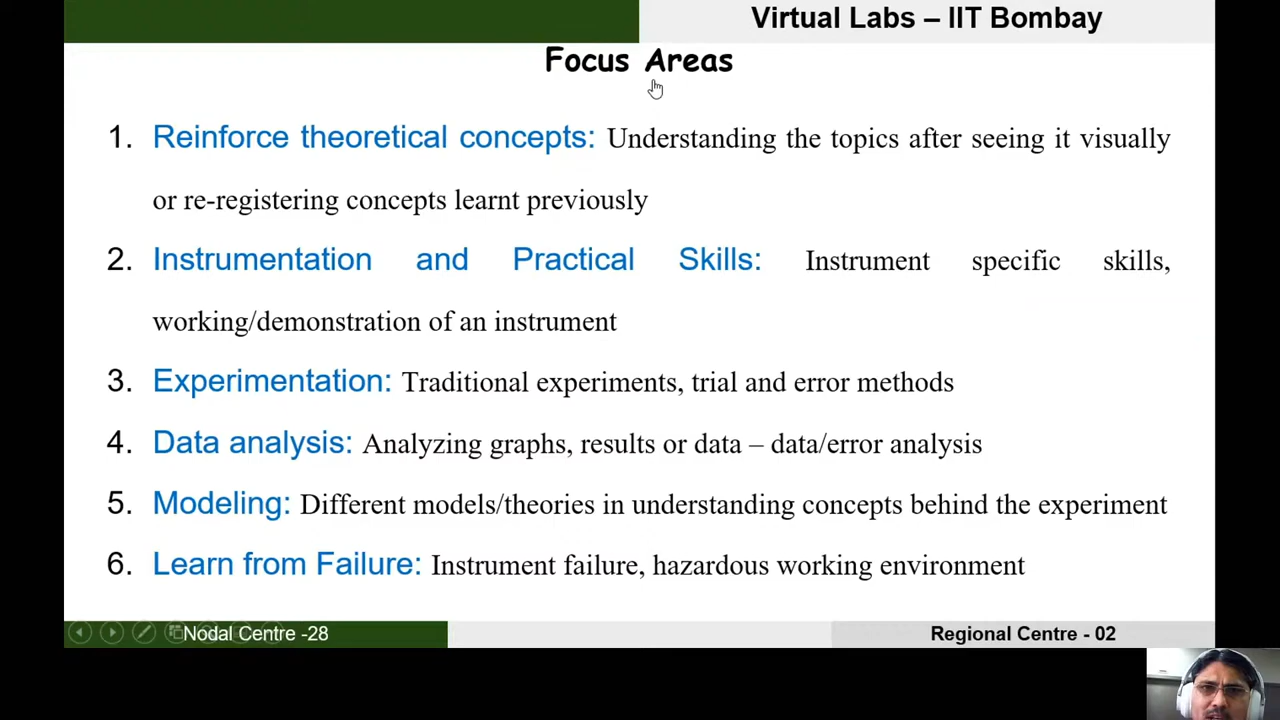 Virtual Labs – IIT Bombay
Focus Areas
1. Reinforce theoretical concepts: Understanding the topics after seeing it visually
or re-registering concepts learnt previously
2. Instrumentation and Practical Skills: Instrument specific skills,
working/demonstration of an instrument
3. Experimentation: Traditional experiments, trial and error methods
4. Data analysis: Analyzing graphs, results or data – data/error analysis
5. Modeling: Different models/theories in understanding concepts behind the experiment
6. Learn from Failure: Instrument failure, hazardous working environment
Nodal Centre -28
Regional Centre - 02